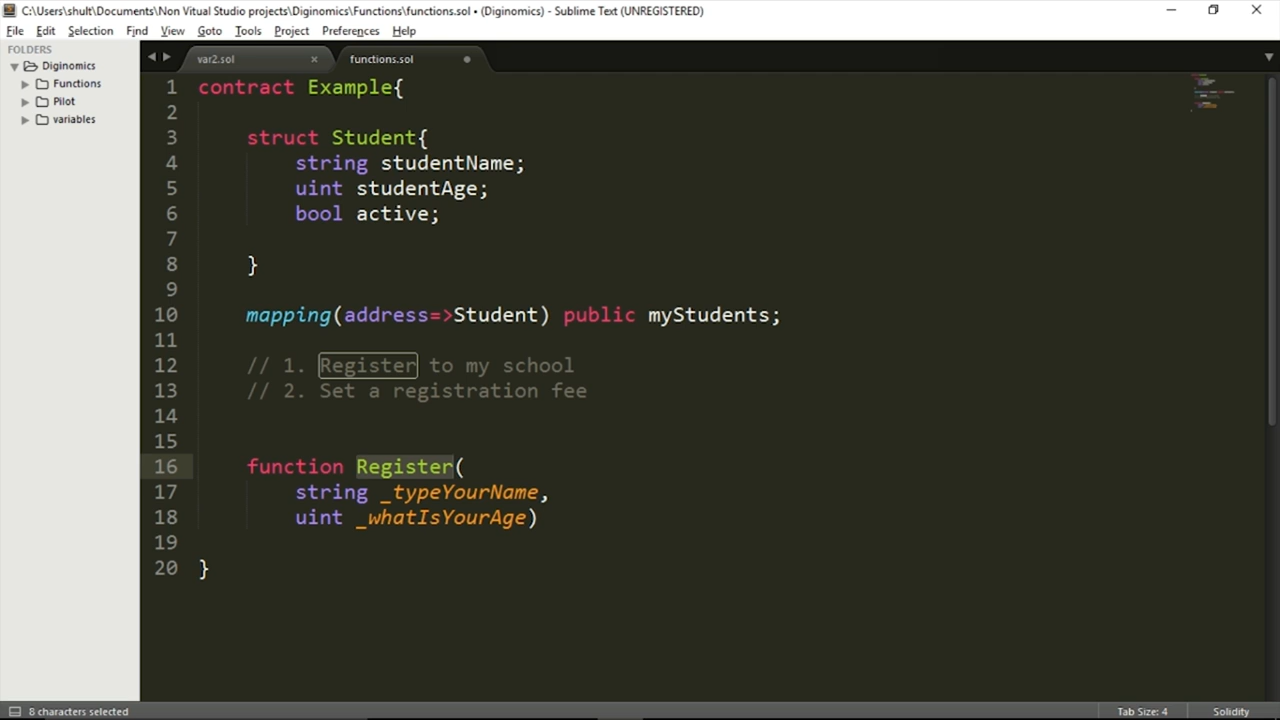 C:\Users\shult\Documents\Non Vitual Studio projects\Diginomics\Functions\functions.sol • (Diginomics) - Sublime Text (UNREGISTERED)
File Edit Selection Find View Goto Tools Project Preferences Help
FOLDERS
Diginomics
Functions
Pilot
variables
var2.sol × functions.sol
1 contract Example{
2
3 struct Student{
4 string studentName;
5 uint studentAge;
6 bool active;
7
8 }
9
10 mapping(address=>Student) public myStudents;
11
12 // 1. Register to my school
13 // 2. Set a registration fee
14
15
16 function Register(
17 string _typeYourName,
18 uint _whatIsYourAge)
19
20 }
8 characters selected Tab Size: 4 Solidity